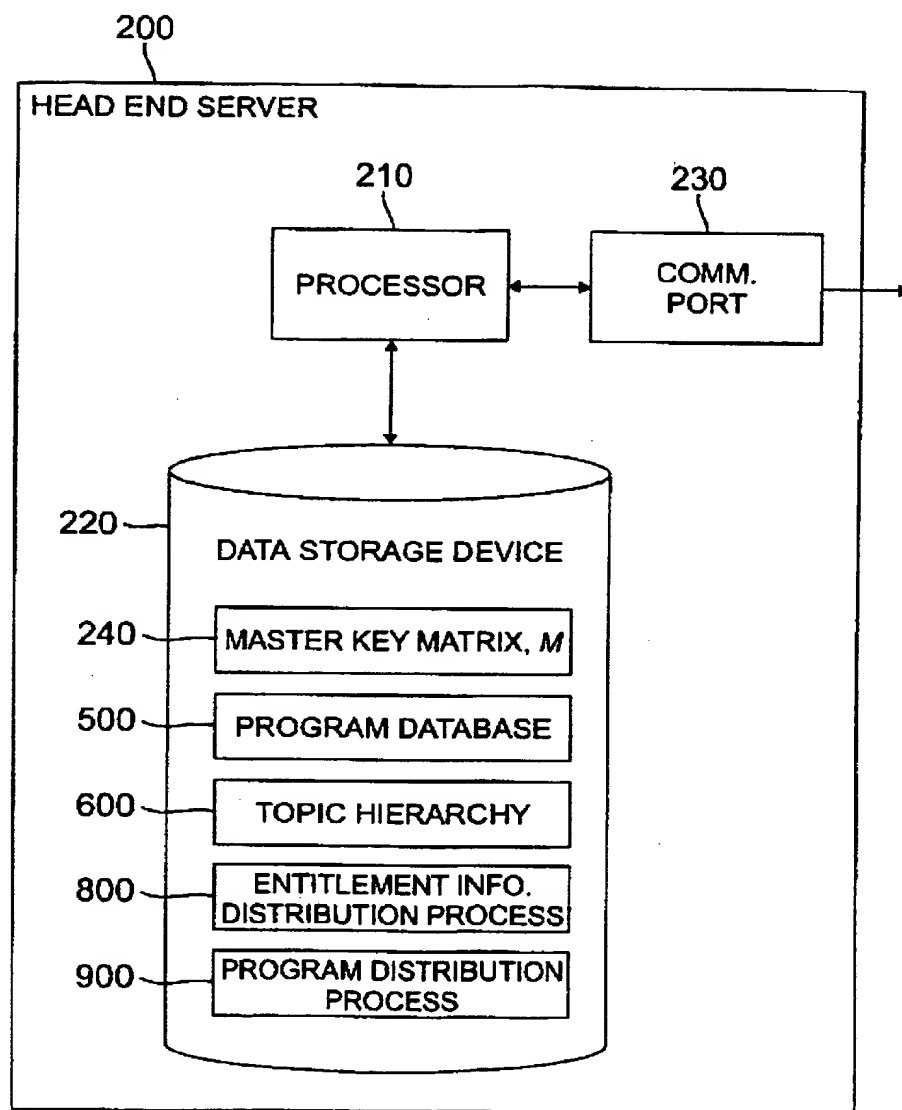 200
HEAD END SERVER
210
230
PROCESSOR
COMM.
PORT
220
DATA STORAGE DEVICE
240
MASTER KEY MATRIX, M
500
PROGRAM DATABASE
600
TOPIC HIERARCHY
800
ENTITLEMENT INFO.
DISTRIBUTION PROCESS
900
PROGRAM DISTRIBUTION
PROCESS